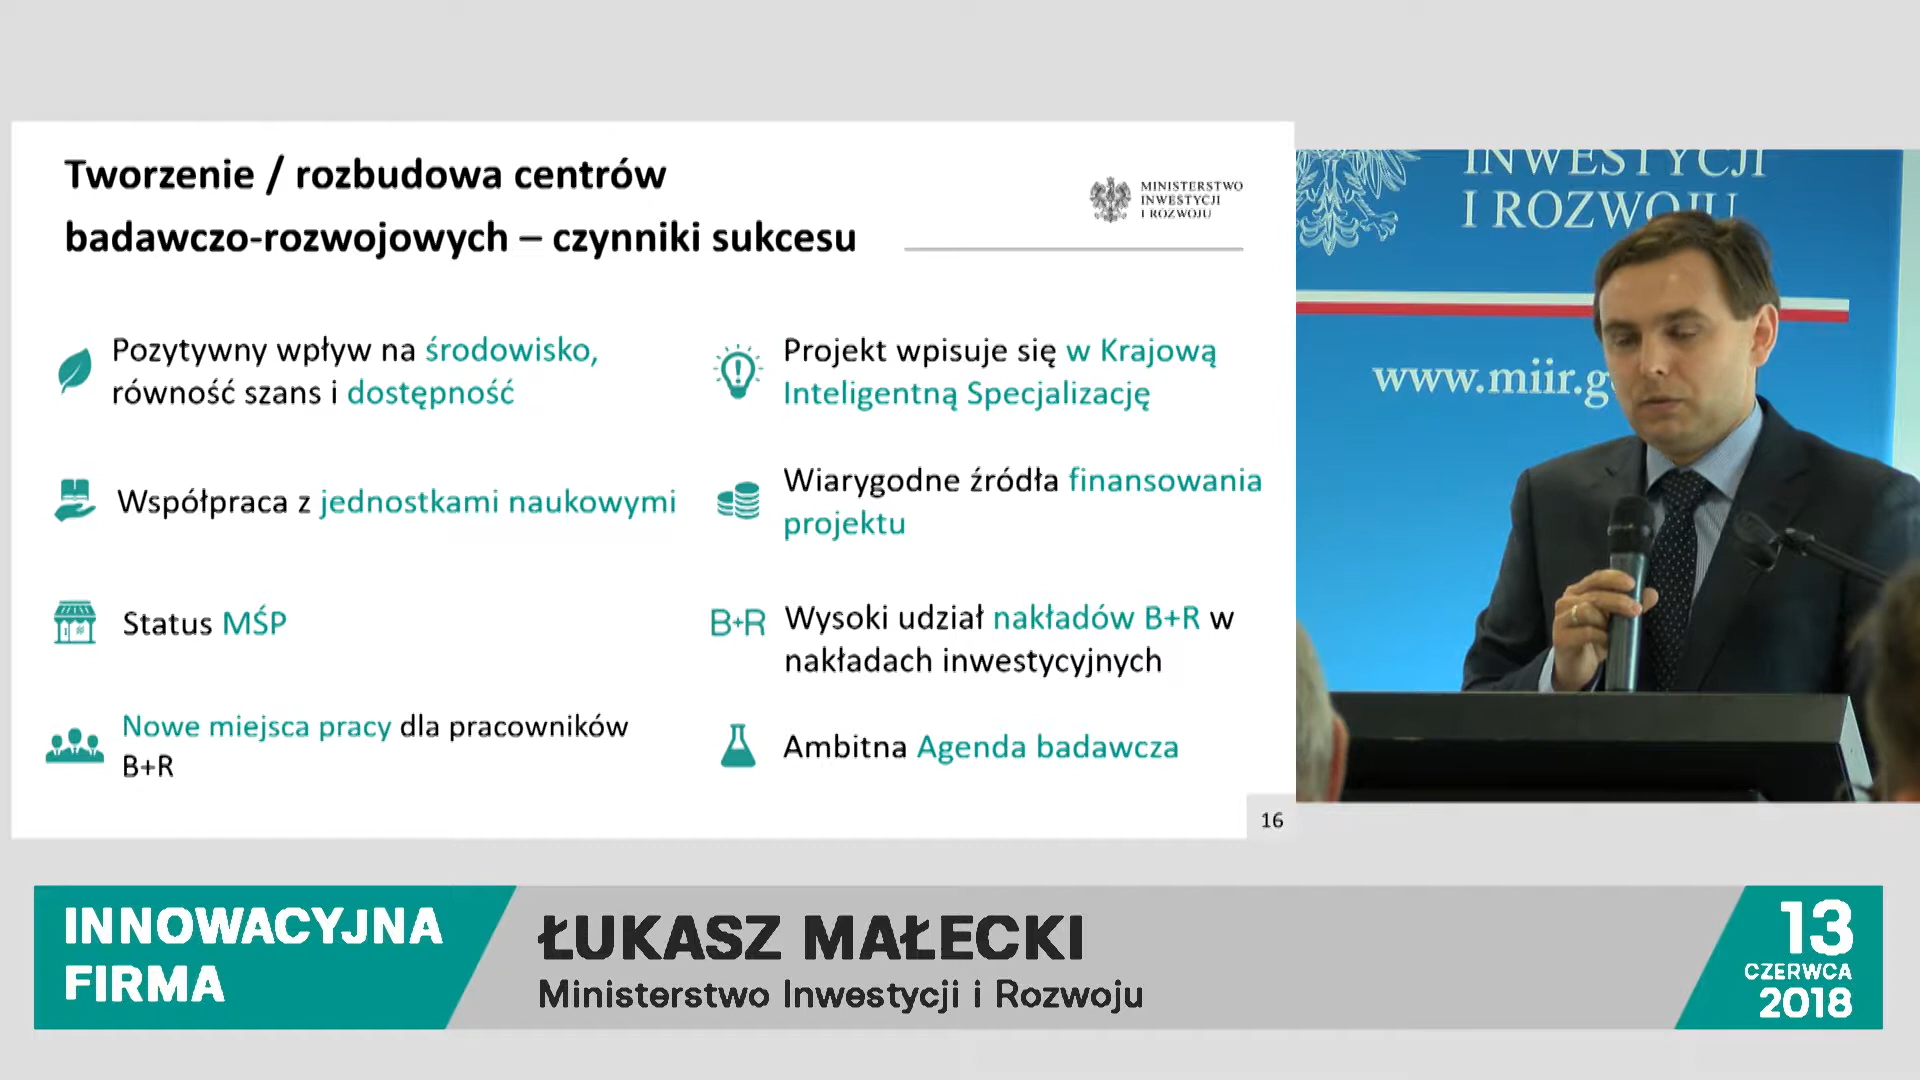 Tworzenie / rozbudowa centrów
badawczo-rozwojowych – czynniki sukcesu
MINISTERSTWO
INWESTYCJI
I ROZWOJU
Pozytywny wpływ na środowisko,
równość szans i dostępność
Współpraca z jednostkami naukowymi
Status MŚP
Nowe miejsca pracy dla pracowników
B+R
Projekt wpisuje się w Krajową
Inteligentną Specjalizację
Wiarygodne źródła finansowania
projektu
B+R
Wysoki udział nakładów B+R w
nakładach inwestycyjnych
Ambitna Agenda badawcza
16
INWESTYCJI
I ROZWOJU
www.miir.g
INNOWACYJNA
FIRMA
ŁUKASZ MAŁECKI
Ministerstwo Inwestycji i Rozwoju
13
CZERWCA
2018